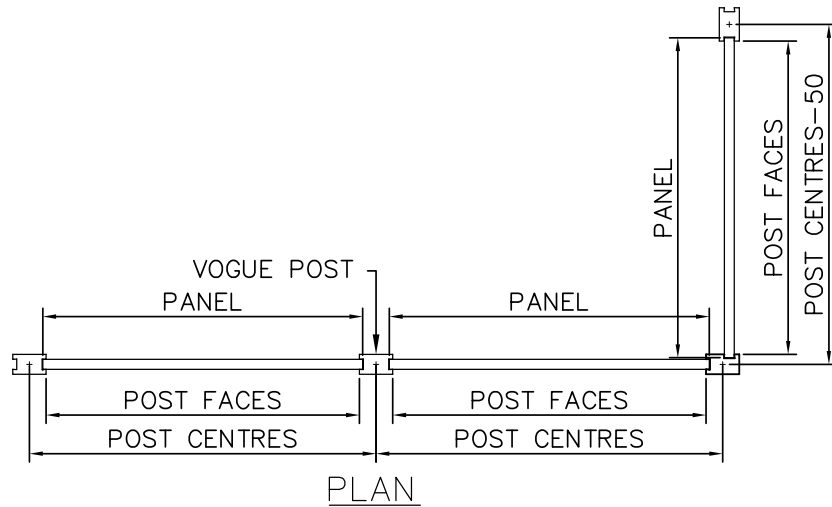 POST CENTRES-50
POST FACES
PANEL
VOGUE POST
PANEL
PANEL
POST FACES
POST FACES
POST CENTRES
POST CENTRES
PLAN